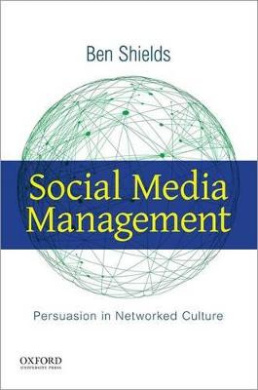 Ben Shields
Social Media
Management
Persuasion in Networked Culture
OXFORD
UNIVERSITY PRESS